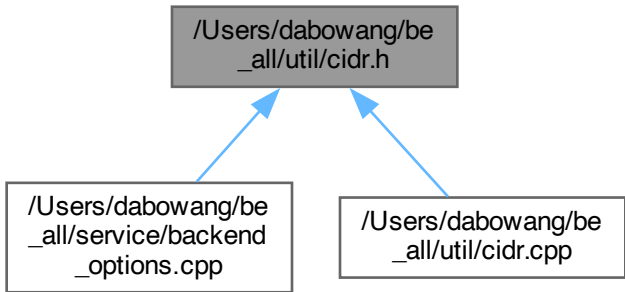 /Users/dabowang/be
_all/util/cidr.h
/Users/dabowang/be
_all/service/backend
_options.cpp
/Users/dabowang/be
_all/util/cidr.cpp